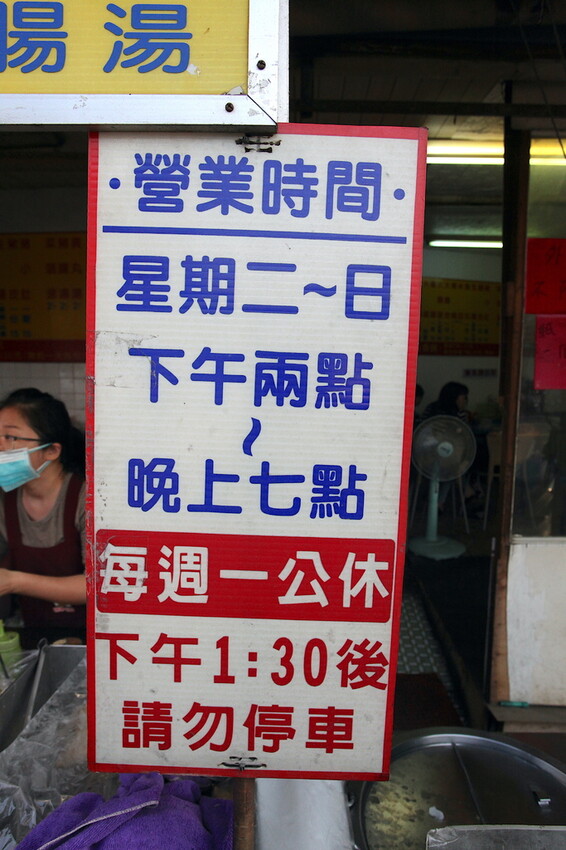 腸湯
·營業時間·
星期二~日
下午兩點
~
晚上七點
每週一公休
下午1:30後
請勿停車